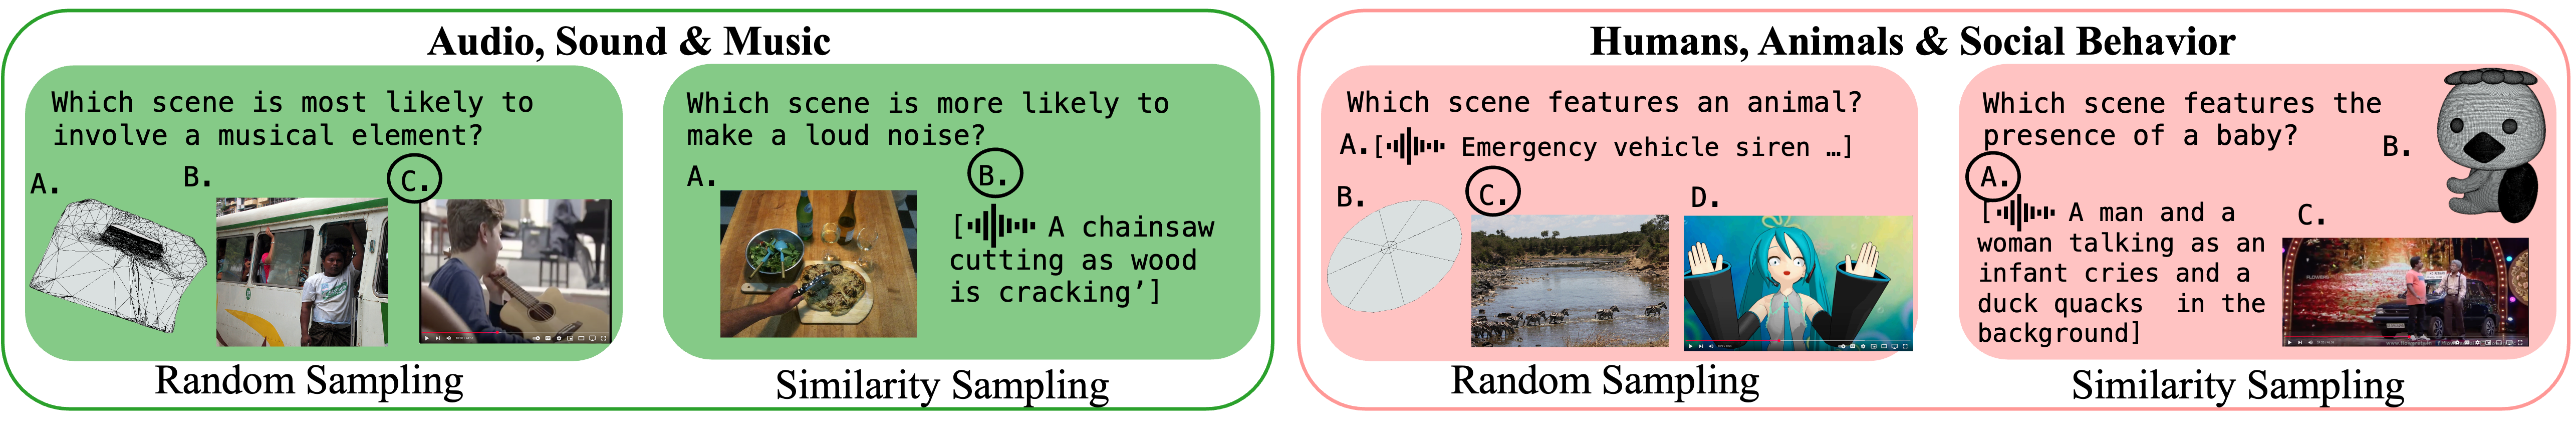 Audio, Sound & Music
Which scene is most likely to
involve a musical element?
A.
B.
C.
Random Sampling
Which scene is more likely to
make a loud noise?
A.
B.
[ A chainsaw
cutting as wood
is cracking’]
Similarity Sampling
Humans, Animals & Social Behavior
Which scene features an animal?
A.[ Emergency vehicle siren …]
B.
C.
D.
Random Sampling
Which scene features the
presence of a baby?
B.
A.
[ A man and a
woman talking as an
infant cries and a
duck quacks in the
background]
C.
Similarity Sampling